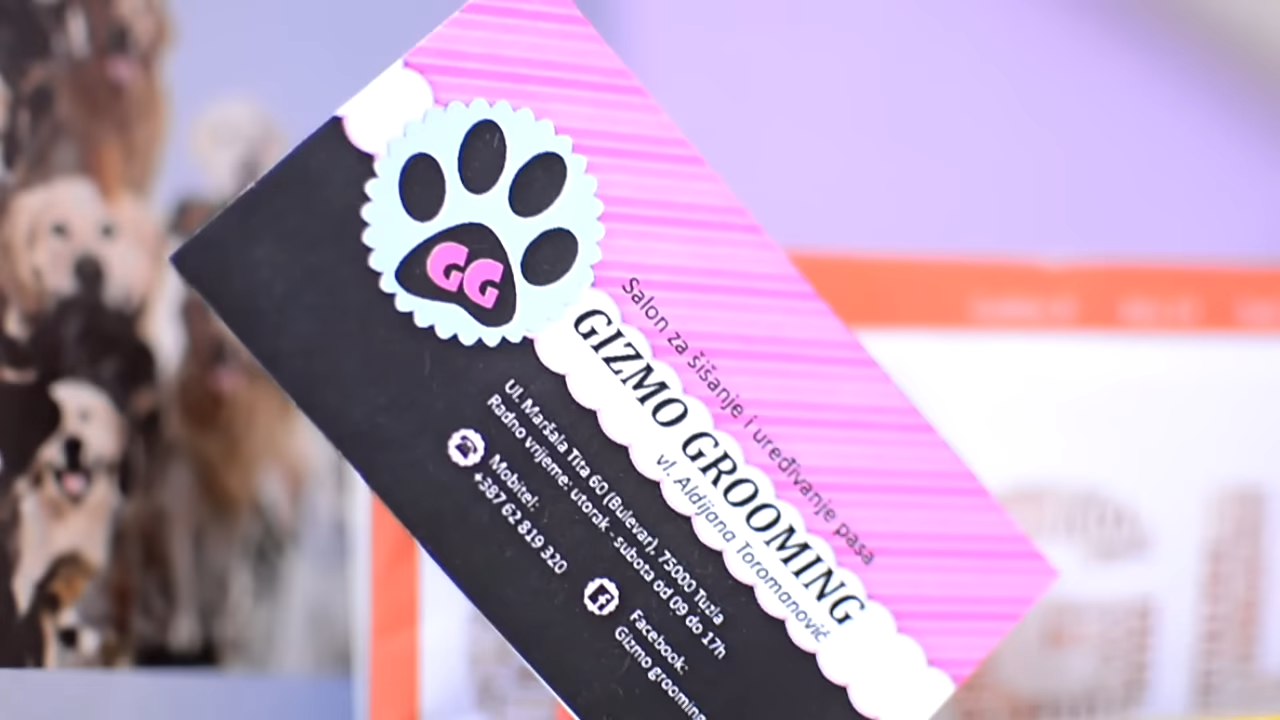 GG
Salon za šišanje i uređivanje pasa
GIZMO GROOMING
vl. Aldijana Toromanović
Ul. Maršala Tita 60 (Bulevar), 75000 Tuzla
Radno vrijeme: utorak - subota od 09 do 17h
Mobitel:
+387 62 819 320
Facebook:
Gizmo grooming